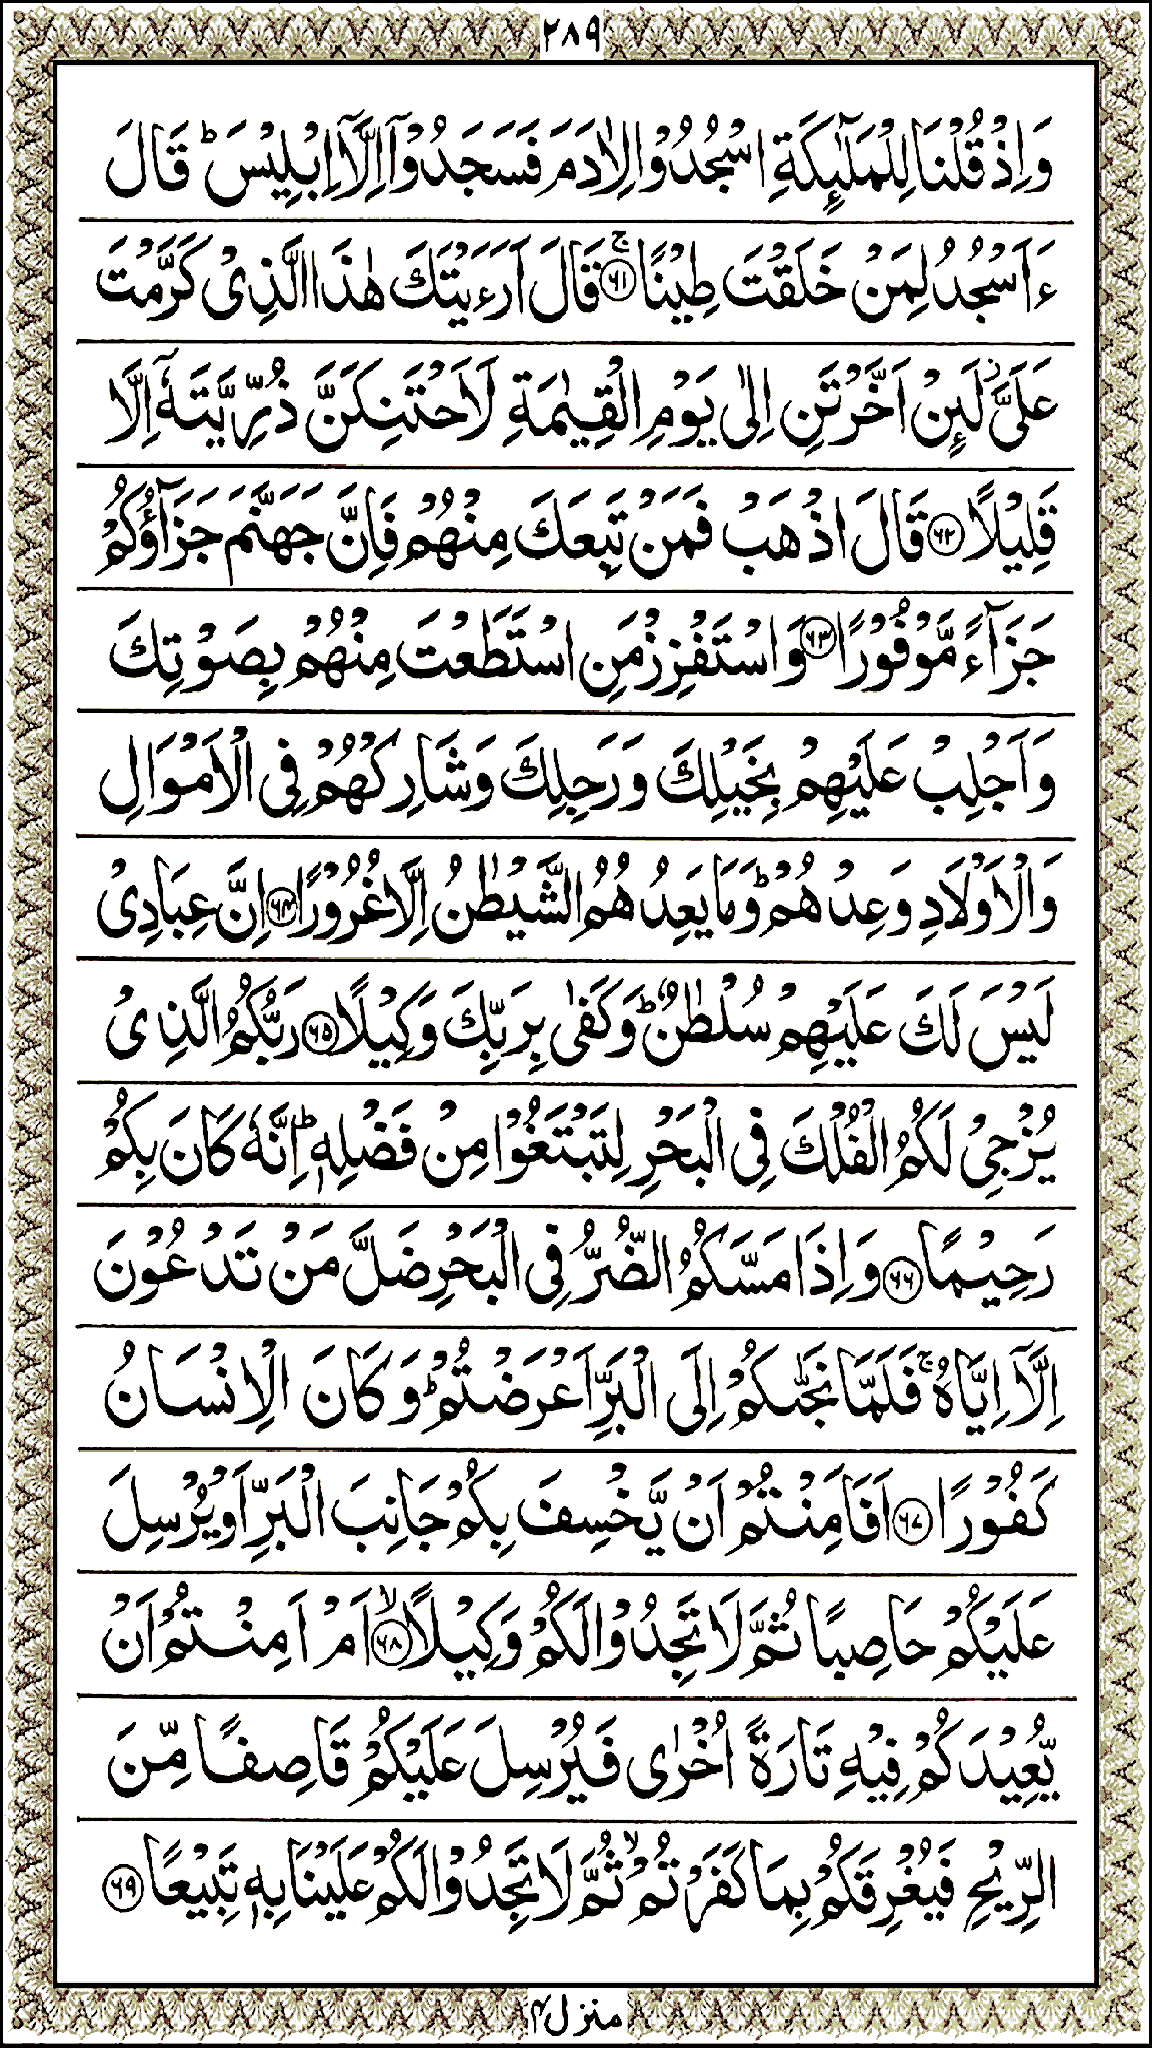 ٢٨٩
وَاِذْ قُلْنَا لِلْمَلٰٓئِكَةِ اسْجُدُوْا لِاٰدَمَ فَسَجَدُوْٓا اِلَّآ اِبْلِيْسَ ؕ قَالَ
ءَاَسْجُدُ لِمَنْ خَلَقْتَ طِيْنًا ۚ﴿٦١﴾ قَالَ اَرَءَيْتَكَ هٰذَا الَّذِىْ كَرَّمْتَ
عَلَىَّ ۫ لَئِنْ اَخَّرْتَنِ اِلٰى يَوْمِ الْقِيٰمَةِ لَاَحْتَنِكَنَّ ذُرِّيَّتَهٗۤ اِلَّا
قَلِيْلًا ﴿٦٢﴾ قَالَ اذْهَبْ فَمَنْ تَبِعَكَ مِنْهُمْ فَاِنَّ جَهَنَّمَ جَزَآؤُكُمْ
جَزَآءً مَّوْفُوْرًا ﴿٦٣﴾ وَاسْتَفْزِزْ مَنِ اسْتَطَعْتَ مِنْهُمْ بِصَوْتِكَ
وَاَجْلِبْ عَلَيْهِمْ بِخَيْلِكَ وَرَجِلِكَ وَشَارِكْهُمْ فِى الْاَمْوَالِ
وَالْاَوْلَادِ وَعِدْهُمْ ؕ وَمَا يَعِدُهُمُ الشَّيْطٰنُ اِلَّا غُرُوْرًا ﴿٦٤﴾ اِنَّ عِبَادِىْ
لَيْسَ لَكَ عَلَيْهِمْ سُلْطٰنٌ ؕ وَكَفٰى بِرَبِّكَ وَكِيْلًا ﴿٦٥﴾ رَبُّكُمُ الَّذِىْ
يُزْجِىْ لَكُمُ الْفُلْكَ فِى الْبَحْرِ لِتَبْتَغُوْا مِنْ فَضْلِهٖ ؕ اِنَّهٗ كَانَ بِكُمْ
رَحِيْمًا ﴿٦٦﴾ وَاِذَا مَسَّكُمُ الضُّرُّ فِى الْبَحْرِ ضَلَّ مَنْ تَدْعُوْنَ
اِلَّآ اِيَّاهُ ۚ فَلَمَّا نَجّٰىكُمْ اِلَى الْبَرِّ اَعْرَضْتُمْ ؕ وَكَانَ الْاِنْسَانُ
كَفُوْرًا ﴿٦٧﴾ اَفَاَمِنْتُمْ اَنْ يَّخْسِفَ بِكُمْ جَانِبَ الْبَرِّ اَوْ يُرْسِلَ
عَلَيْكُمْ حَاصِبًا ثُمَّ لَا تَجِدُوْا لَكُمْ وَكِيْلًا ۙ﴿٦٨﴾ اَمْ اَمِنْتُمْ اَنْ
يُّعِيْدَكُمْ فِيْهِ تَارَةً اُخْرٰى فَيُرْسِلَ عَلَيْكُمْ قَاصِفًا مِّنَ
الرِّيْحِ فَيُغْرِقَكُمْ بِمَا كَفَرْتُمْ ۙ ثُمَّ لَا تَجِدُوْا لَكُمْ عَلَيْنَا بِهٖ تَبِيْعًا ﴿٦٩﴾
منزل ٤